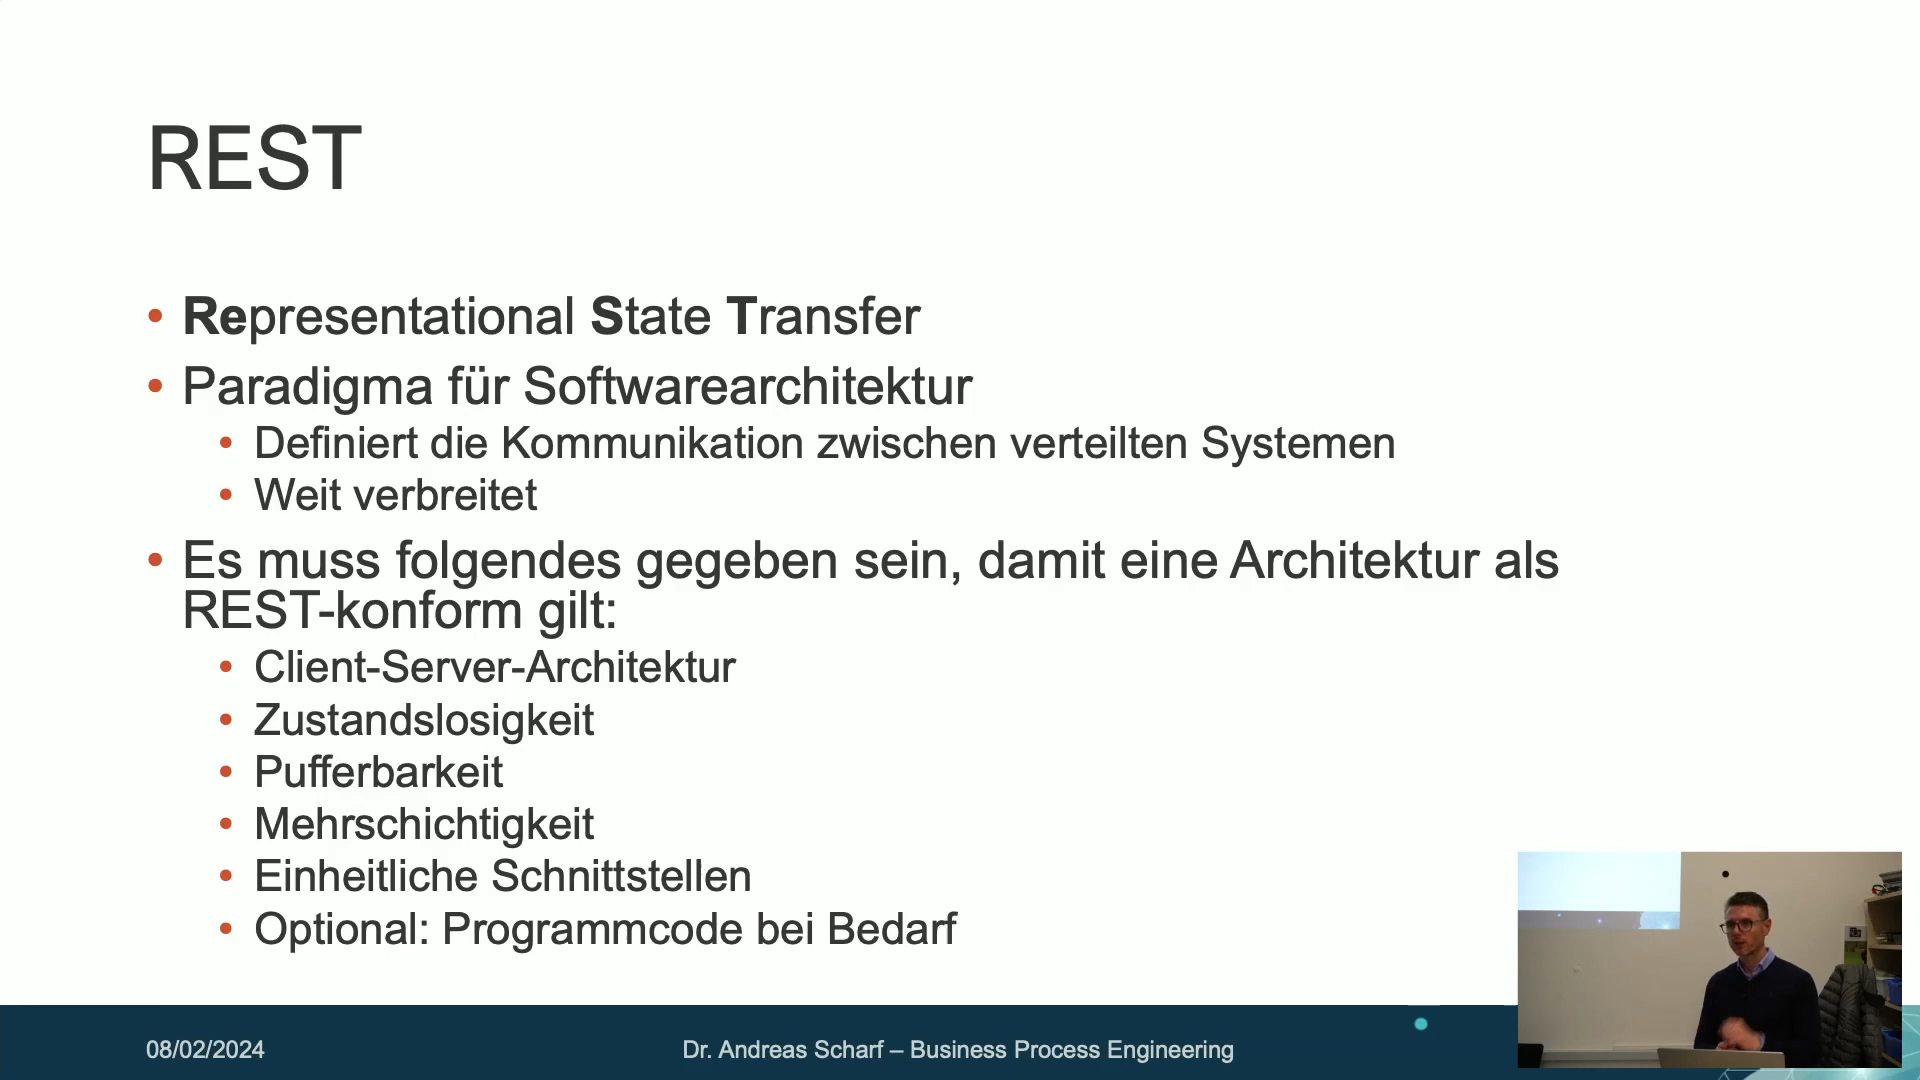 REST
• Representational State Transfer
• Paradigma für Softwarearchitektur
• Definiert die Kommunikation zwischen verteilten Systemen
• Weit verbreitet
• Es muss folgendes gegeben sein, damit eine Architektur als
REST-konform gilt:
• Client-Server-Architektur
• Zustandslosigkeit
• Pufferbarkeit
• Mehrschichtigkeit
• Einheitliche Schnittstellen
• Optional: Programmcode bei Bedarf
08/02/2024
Dr. Andreas Scharf – Business Process Engineering